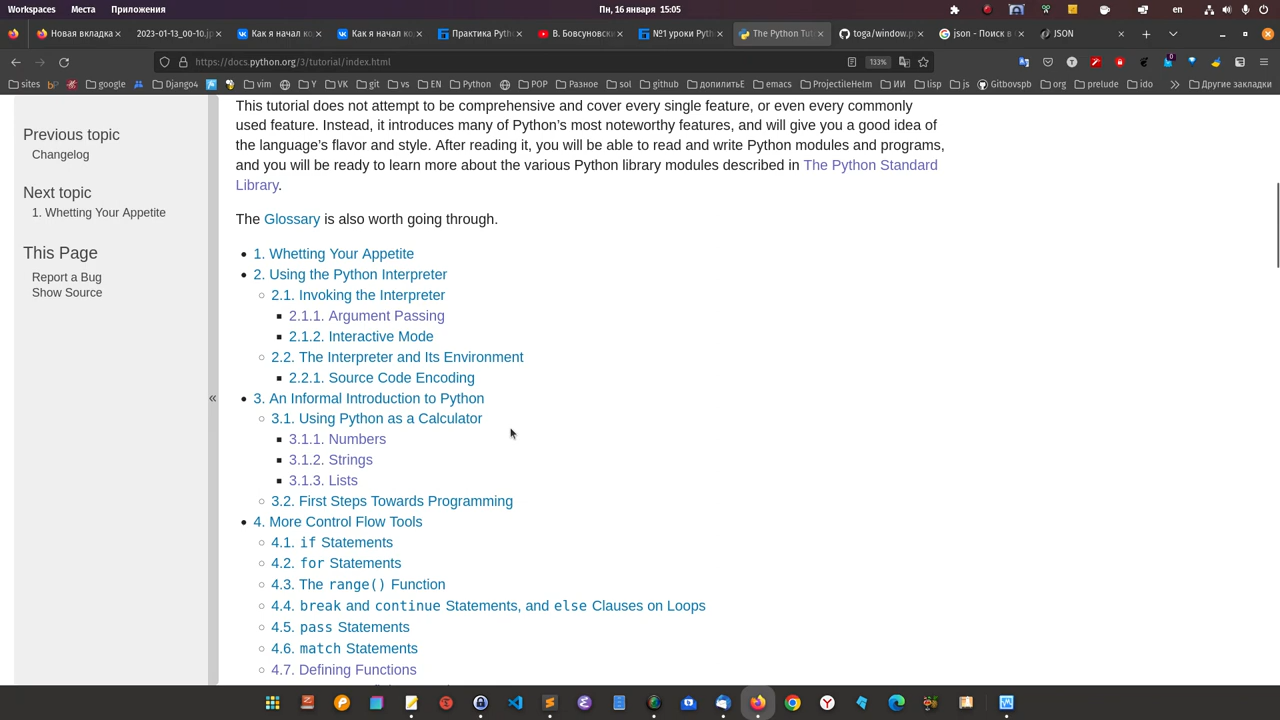 Workspaces Места Приложения Пн, 16 января 15:05 en
Новая вкладка 2023-01-13_00-10.j Как я начал ко Как я начал ко Практика Pyth В. Бовсуновск №1 уроки Pyth The Python Tut toga/window.p json - Поиск в JSON
https://docs.python.org/3/tutorial/index.html 133%
sites google Django4 vim Y VK git vs EN Python POP Разное sol github допилитьЕ emacs ProjectileHelm ИИ lisp js Gitbovspb org prelude ido Другие закладки
Previous topic
Changelog
Next topic
1. Whetting Your Appetite
This Page
Report a Bug
Show Source
«
This tutorial does not attempt to be comprehensive and cover every single feature, or even every commonly
used feature. Instead, it introduces many of Python’s most noteworthy features, and will give you a good idea of
the language’s flavor and style. After reading it, you will be able to read and write Python modules and programs,
and you will be ready to learn more about the various Python library modules described in The Python Standard
Library.
The Glossary is also worth going through.
1. Whetting Your Appetite
2. Using the Python Interpreter
2.1. Invoking the Interpreter
2.1.1. Argument Passing
2.1.2. Interactive Mode
2.2. The Interpreter and Its Environment
2.2.1. Source Code Encoding
3. An Informal Introduction to Python
3.1. Using Python as a Calculator
3.1.1. Numbers
3.1.2. Strings
3.1.3. Lists
3.2. First Steps Towards Programming
4. More Control Flow Tools
4.1. if Statements
4.2. for Statements
4.3. The range() Function
4.4. break and continue Statements, and else Clauses on Loops
4.5. pass Statements
4.6. match Statements
4.7. Defining Functions